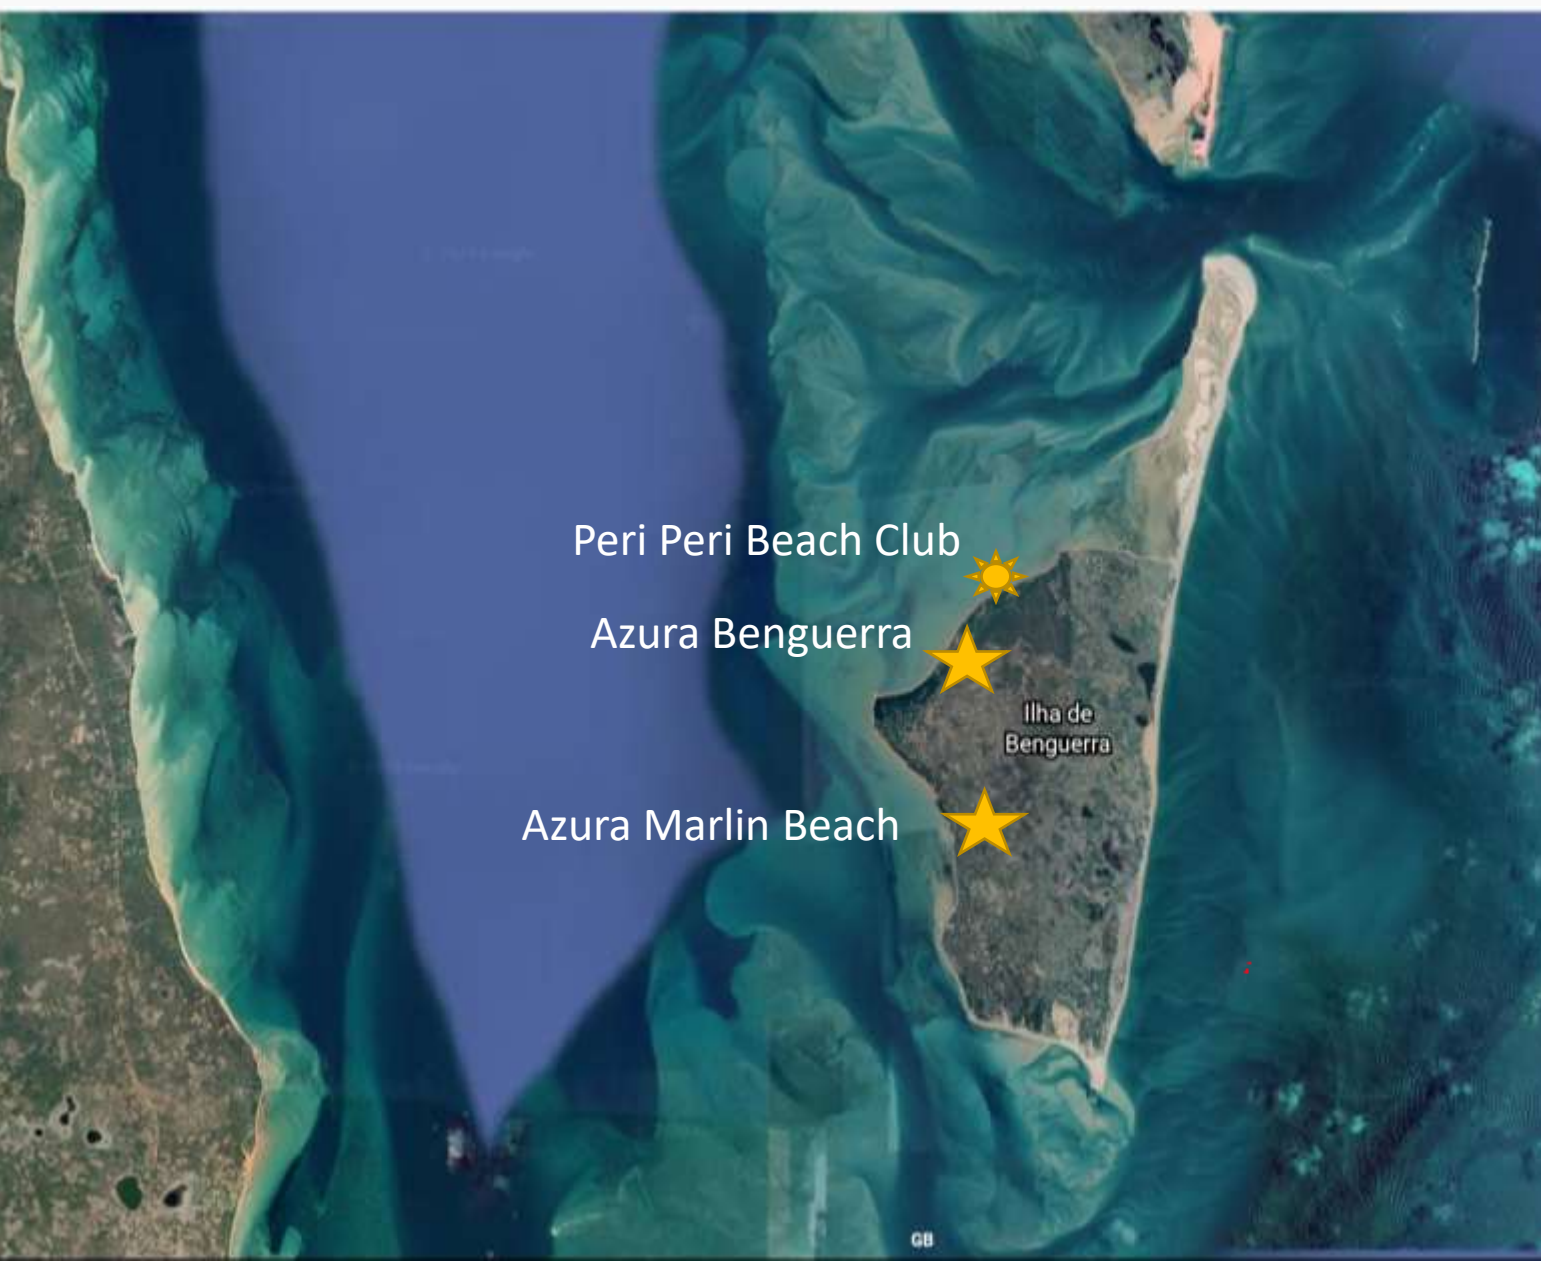 Peri Peri Beach Club
Azura Benguerra
Ilha de
Benguerra
Azura Marlin Beach
GB